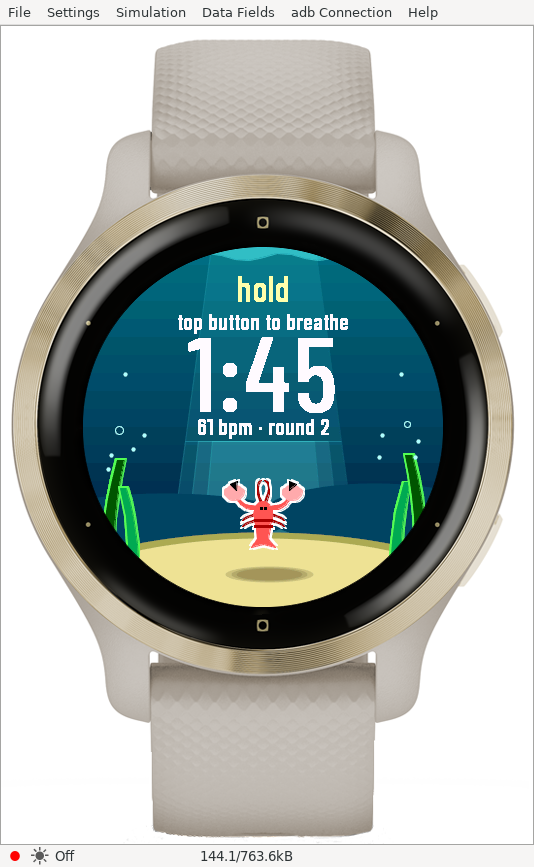 File Settings Simulation Data Fields adb Connection Help
hold
top button to breathe
1:45
61 bpm · round 2
Off 144.1/763.6kB